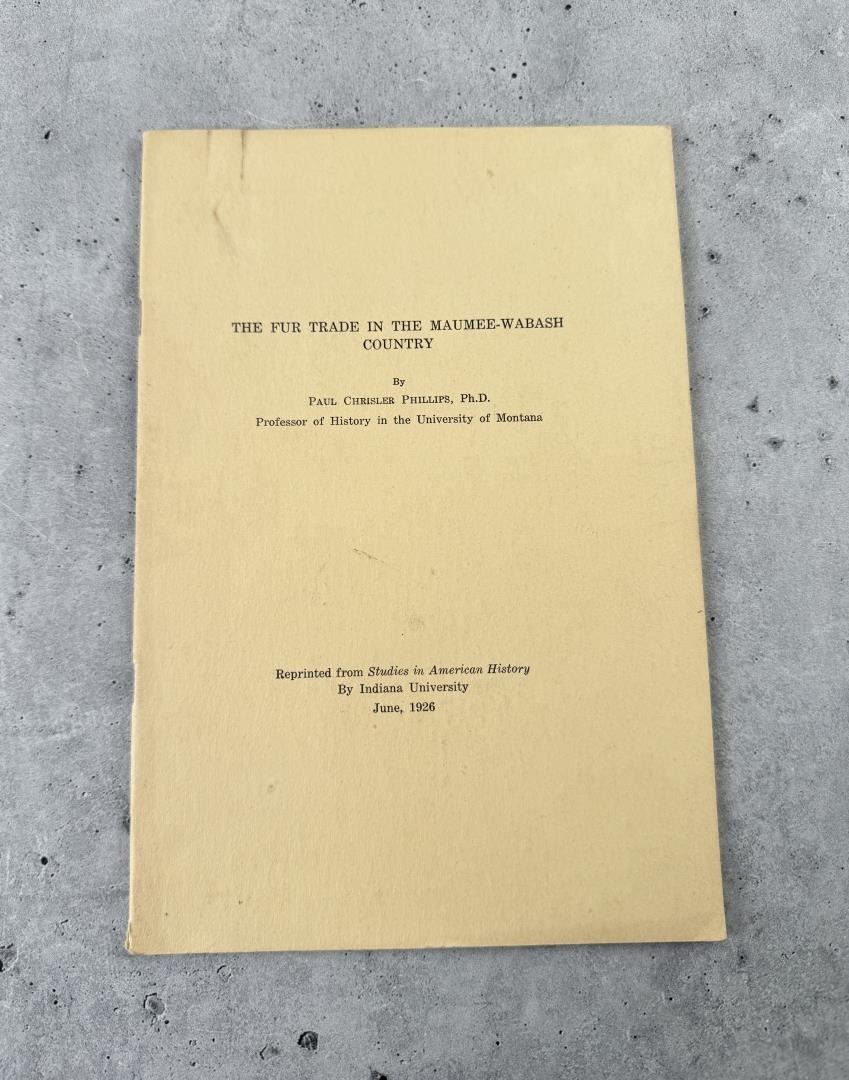 THE FUR TRADE IN THE MAUMEE-WABASH
COUNTRY
By
PAUL CHRISLER PHILLIPS, Ph.D.
Professor of History in the University of Montana
Reprinted from Studies in American History
By Indiana University
June, 1926